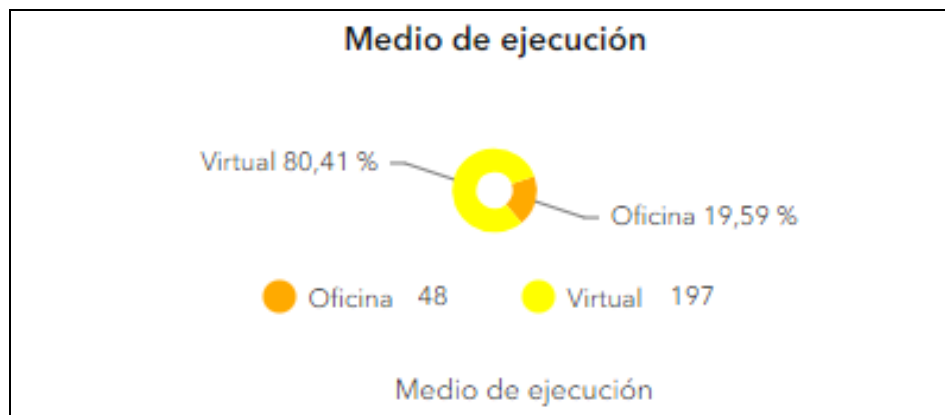 Medio de ejecución
Virtual 80,41 %
Oficina 19,59 %
Oficina 48
Virtual 197
Medio de ejecución